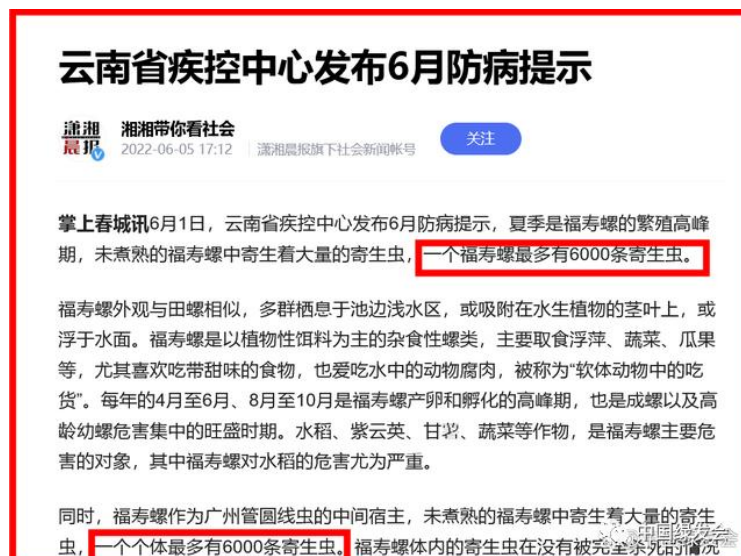 云南省疾控中心发布6月防病提示
潇湘
晨报
湘湘带你看社会
2022-06-05 17:12 潇湘晨报旗下社会新闻帐号
关注
掌上春城讯6月1日，云南省疾控中心发布6月防病提示，夏季是福寿螺的繁殖高峰
期，未煮熟的福寿螺中寄生着大量的寄生虫，一个福寿螺最多有6000条寄生虫。
福寿螺外观与田螺相似，多群栖息于池边浅水区，或吸附在水生植物的茎叶上，或
浮于水面。福寿螺是以植物性饵料为主的杂食性螺类，主要取食浮萍、蔬菜、瓜果
等，尤其喜欢吃带甜味的食物，也爱吃水中的动物腐肉，被称为“软体动物中的吃
货”。每年的4月至6月、8月至10月是福寿螺产卵和孵化的高峰期，也是成螺以及高
龄幼螺危害集中的旺盛时期。水稻、紫云英、甘、蔬菜等作物，是福寿螺主要危
害的对象，其中福寿螺对水稻的危害尤为严重。
同时，福寿螺作为广州管圆线虫的中间宿主，未煮熟的福寿螺中寄生着大量的寄生
虫，一个个体最多有6000条寄生虫。福寿螺体内的寄生虫在没有被
中国绿发会